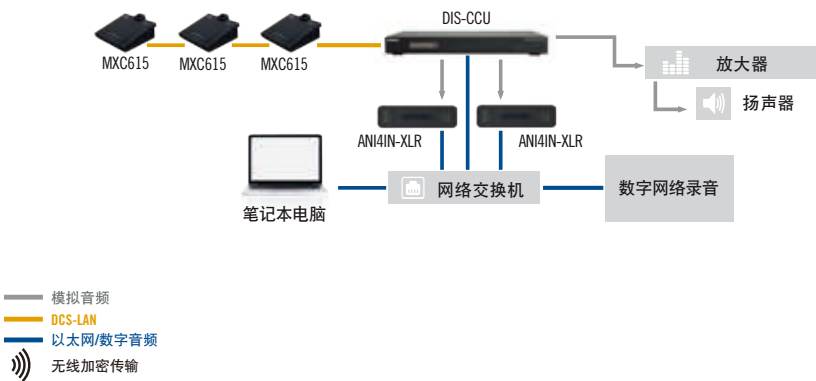 DIS-CCU
MXC615
MXC615
MXC615
放大器
扬声器
ANI4IN-XLR
ANI4IN-XLR
网络交换机
数字网络录音
笔记本电脑
模拟音频
DCS-LAN
以太网/数字音频
无线加密传输